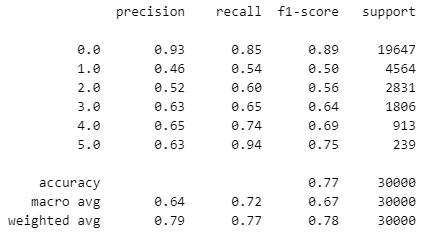 precision recall f1-score support
0.0 0.93 0.85 0.89 19647
1.0 0.46 0.54 0.50 4564
2.0 0.52 0.60 0.56 2831
3.0 0.63 0.65 0.64 1806
4.0 0.65 0.74 0.69 913
5.0 0.63 0.94 0.75 239
accuracy 0.77 30000
macro avg 0.64 0.72 0.67 30000
weighted avg 0.79 0.77 0.78 30000